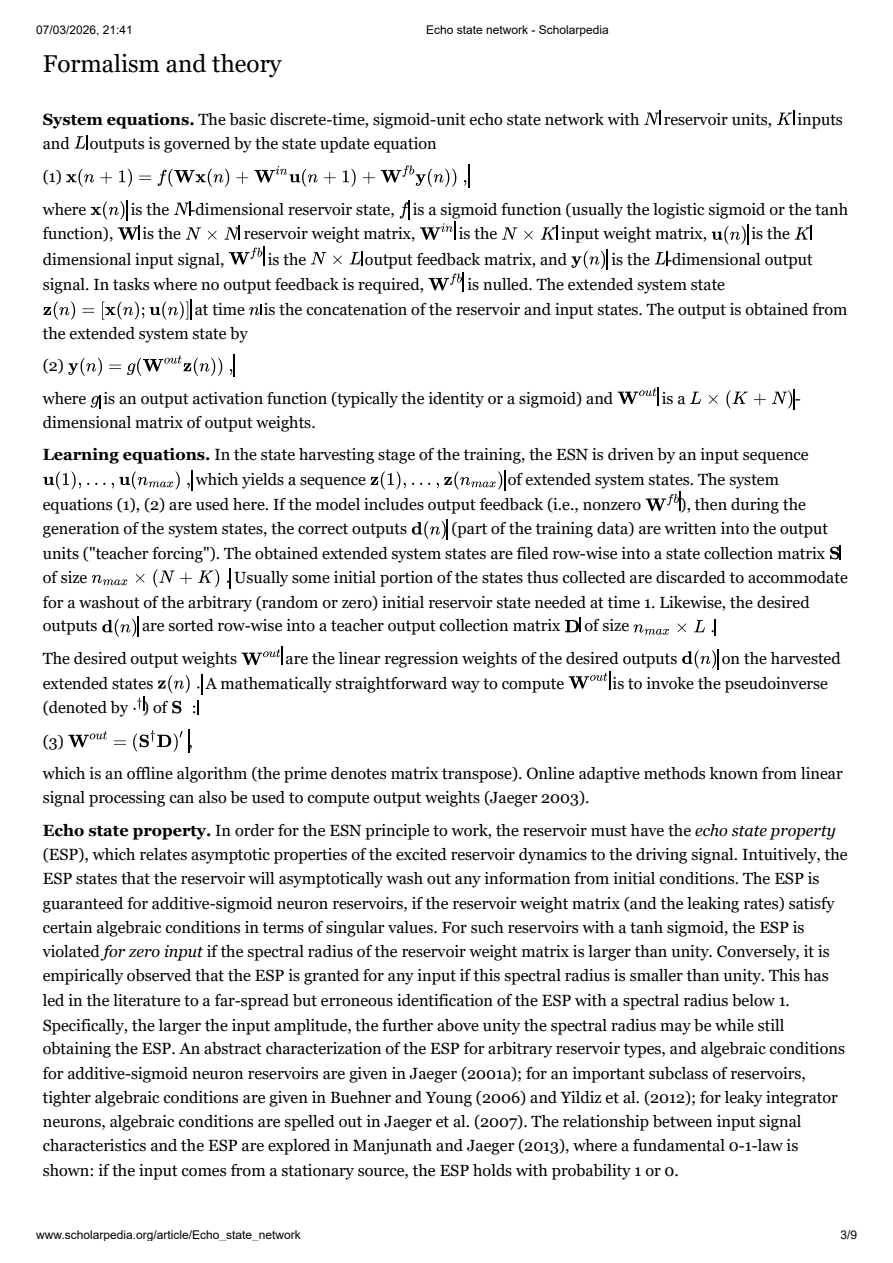 07/03/2026, 21:41 Echo state network - Scholarpedia
Formalism and theory
System equations. The basic discrete-time, sigmoid-unit echo state network with N reservoir units, K inputs
and L outputs is governed by the state update equation
(1) x(n + 1) = f(Wx(n) + W^{in}u(n + 1) + W^{fb}y(n)) ,
where x(n) is the N-dimensional reservoir state, f is a sigmoid function (usually the logistic sigmoid or the tanh
function), W is the N × N reservoir weight matrix, W^{in} is the N × K input weight matrix, u(n) is the K
dimensional input signal, W^{fb} is the N × L output feedback matrix, and y(n) is the L-dimensional output
signal. In tasks where no output feedback is required, W^{fb} is nulled. The extended system state
z(n) = [x(n); u(n)] at time n is the concatenation of the reservoir and input states. The output is obtained from
the extended system state by
(2) y(n) = g(W^{out}z(n)) ,
where g is an output activation function (typically the identity or a sigmoid) and W^{out} is a L × (K + N)-
dimensional matrix of output weights.
Learning equations. In the state harvesting stage of the training, the ESN is driven by an input sequence
u(1), . . . , u(n_{max}) , which yields a sequence z(1), . . . , z(n_{max}) of extended system states. The system
equations (1), (2) are used here. If the model includes output feedback (i.e., nonzero W^{fb}), then during the
generation of the system states, the correct outputs d(n) (part of the training data) are written into the output
units ("teacher forcing"). The obtained extended system states are filed row-wise into a state collection matrix S
of size n_{max} × (N + K) . Usually some initial portion of the states thus collected are discarded to accommodate
for a washout of the arbitrary (random or zero) initial reservoir state needed at time 1. Likewise, the desired
outputs d(n) are sorted row-wise into a teacher output collection matrix D of size n_{max} × L .
The desired output weights W^{out} are the linear regression weights of the desired outputs d(n) on the harvested
extended states z(n) . A mathematically straightforward way to compute W^{out} is to invoke the pseudoinverse
(denoted by ·^†) of S :
(3) W^{out} = (S^†D)′ ,
which is an offline algorithm (the prime denotes matrix transpose). Online adaptive methods known from linear
signal processing can also be used to compute output weights (Jaeger 2003).
Echo state property. In order for the ESN principle to work, the reservoir must have the echo state property
(ESP), which relates asymptotic properties of the excited reservoir dynamics to the driving signal. Intuitively, the
ESP states that the reservoir will asymptotically wash out any information from initial conditions. The ESP is
guaranteed for additive-sigmoid neuron reservoirs, if the reservoir weight matrix (and the leaking rates) satisfy
certain algebraic conditions in terms of singular values. For such reservoirs with a tanh sigmoid, the ESP is
violated for zero input if the spectral radius of the reservoir weight matrix is larger than unity. Conversely, it is
empirically observed that the ESP is granted for any input if this spectral radius is smaller than unity. This has
led in the literature to a far-spread but erroneous identification of the ESP with a spectral radius below 1.
Specifically, the larger the input amplitude, the further above unity the spectral radius may be while still
obtaining the ESP. An abstract characterization of the ESP for arbitrary reservoir types, and algebraic conditions
for additive-sigmoid neuron reservoirs are given in Jaeger (2001a); for an important subclass of reservoirs,
tighter algebraic conditions are given in Buehner and Young (2006) and Yildiz et al. (2012); for leaky integrator
neurons, algebraic conditions are spelled out in Jaeger et al. (2007). The relationship between input signal
characteristics and the ESP are explored in Manjunath and Jaeger (2013), where a fundamental 0-1-law is
shown: if the input comes from a stationary source, the ESP holds with probability 1 or 0.
www.scholarpedia.org/article/Echo_state_network 3/9